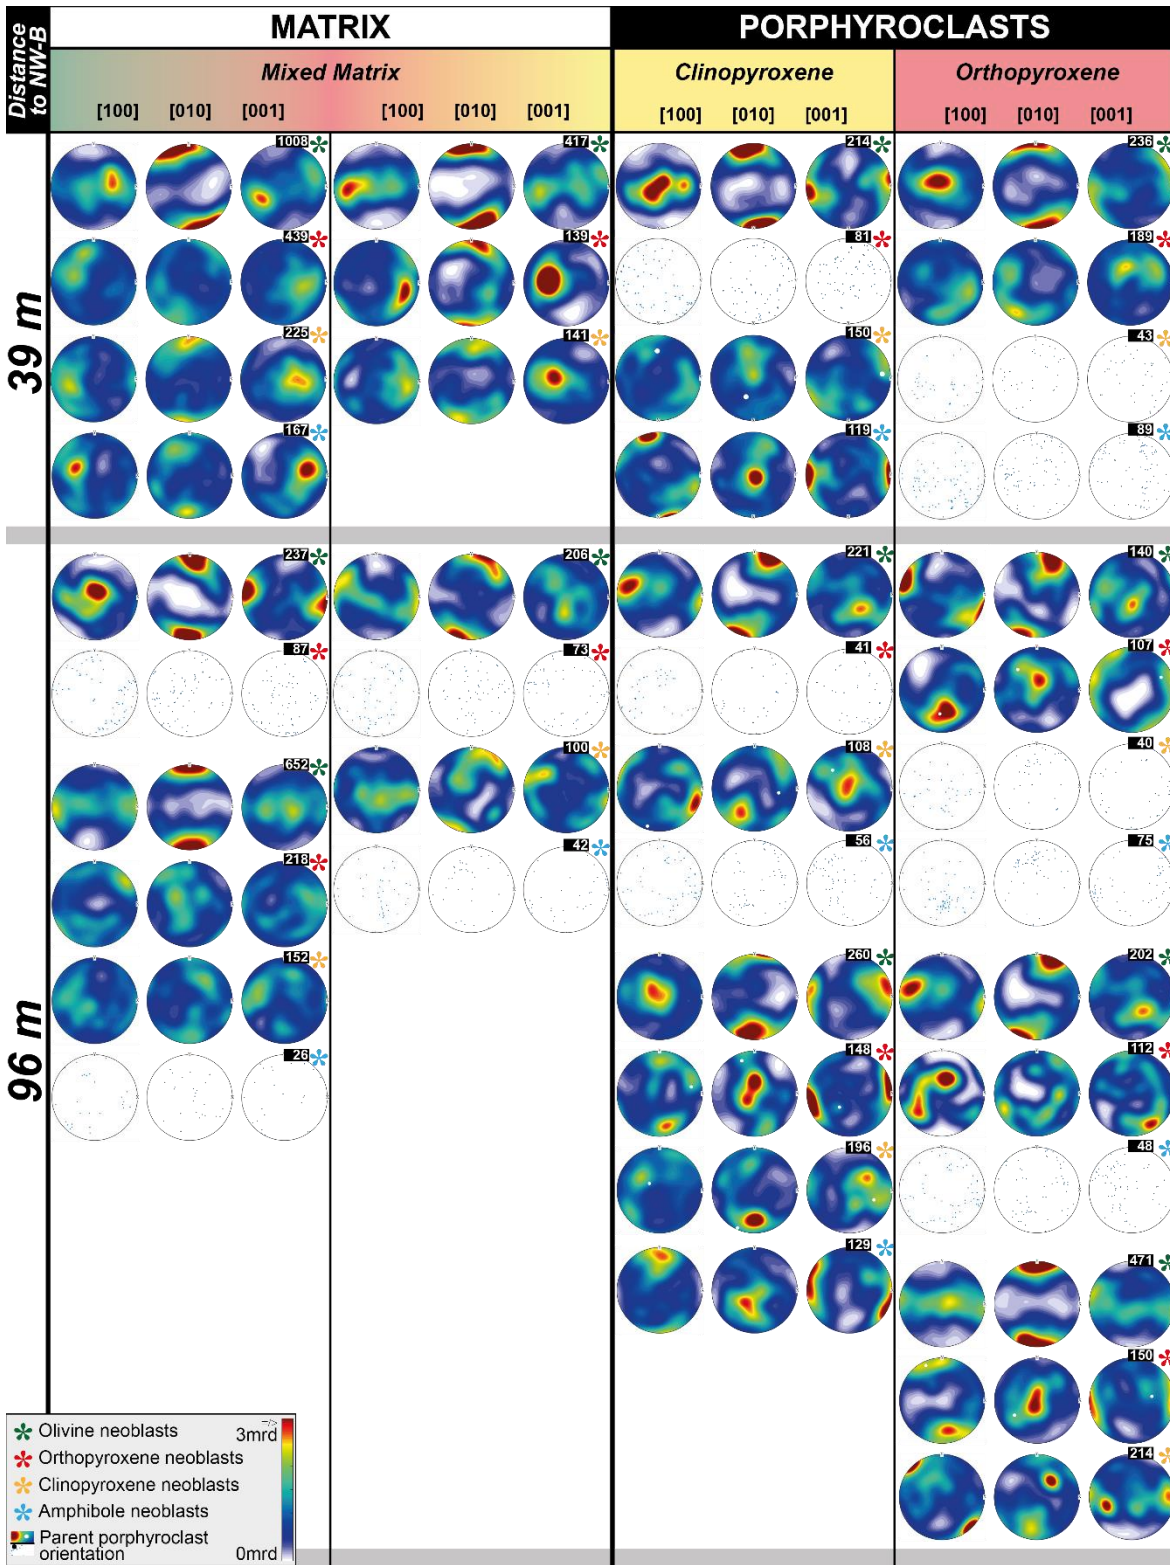 Distance to NW-B
MATRIX
PORPHYROCLASTS
Mixed Matrix
Clinopyroxene
Orthopyroxene
[100] [010] [001] [100] [010] [001] [100] [010] [001] [100] [010] [001]
39 m
1008 417 214 236
439 139 81 189
225 141 150 43
167 119 89
96 m
237 206 221 140
87 73 41 107
652 100 108 40
218 42 56 75
152 260 202
26 148 112
196 48
129 471
150
214
Olivine neoblasts
Orthopyroxene neoblasts
Clinopyroxene neoblasts
Amphibole neoblasts
Parent porphyroclast
orientation
3mrd
0mrd